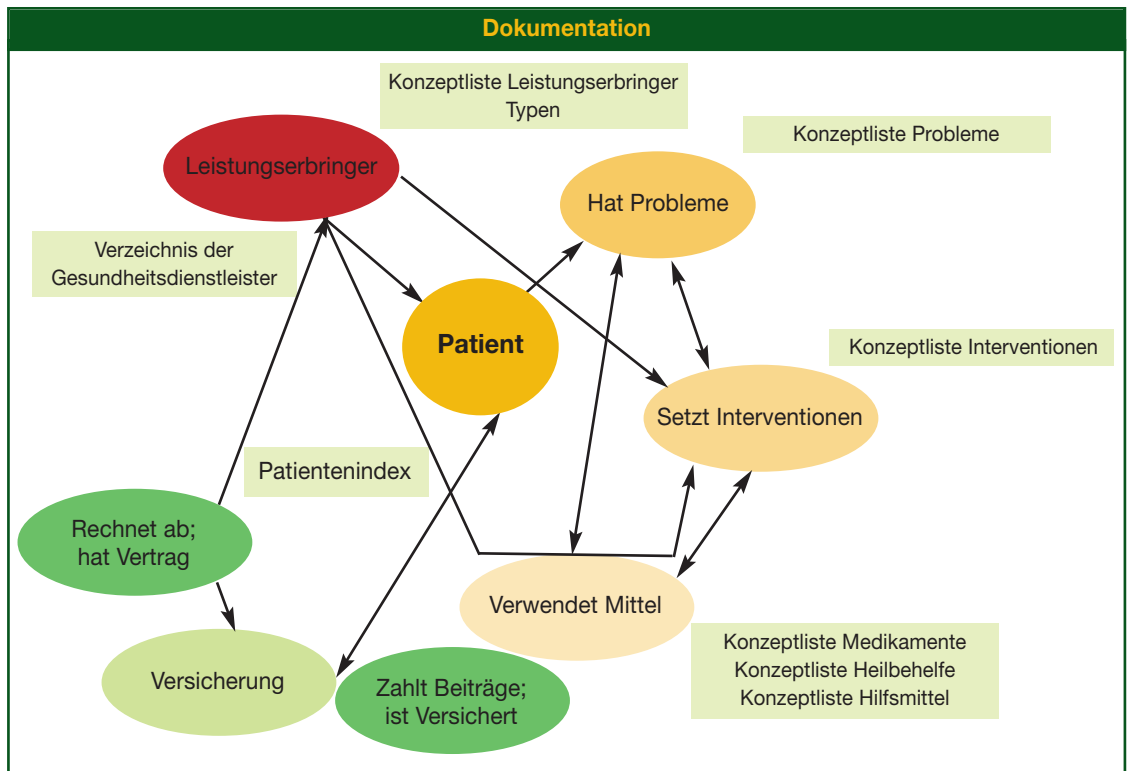 Dokumentation
Konzeptliste Leistungserbringer
Typen
Konzeptliste Probleme
Leistungserbringer
Hat Probleme
Verzeichnis der
Gesundheitsdienstleister
Patient
Konzeptliste Interventionen
Setzt Interventionen
Patientenindex
Rechnet ab;
hat Vertrag
Verwendet Mittel
Konzeptliste Medikamente
Konzeptliste Heilbehelfe
Konzeptliste Hilfsmittel
Versicherung
Zahlt Beiträge;
ist Versichert